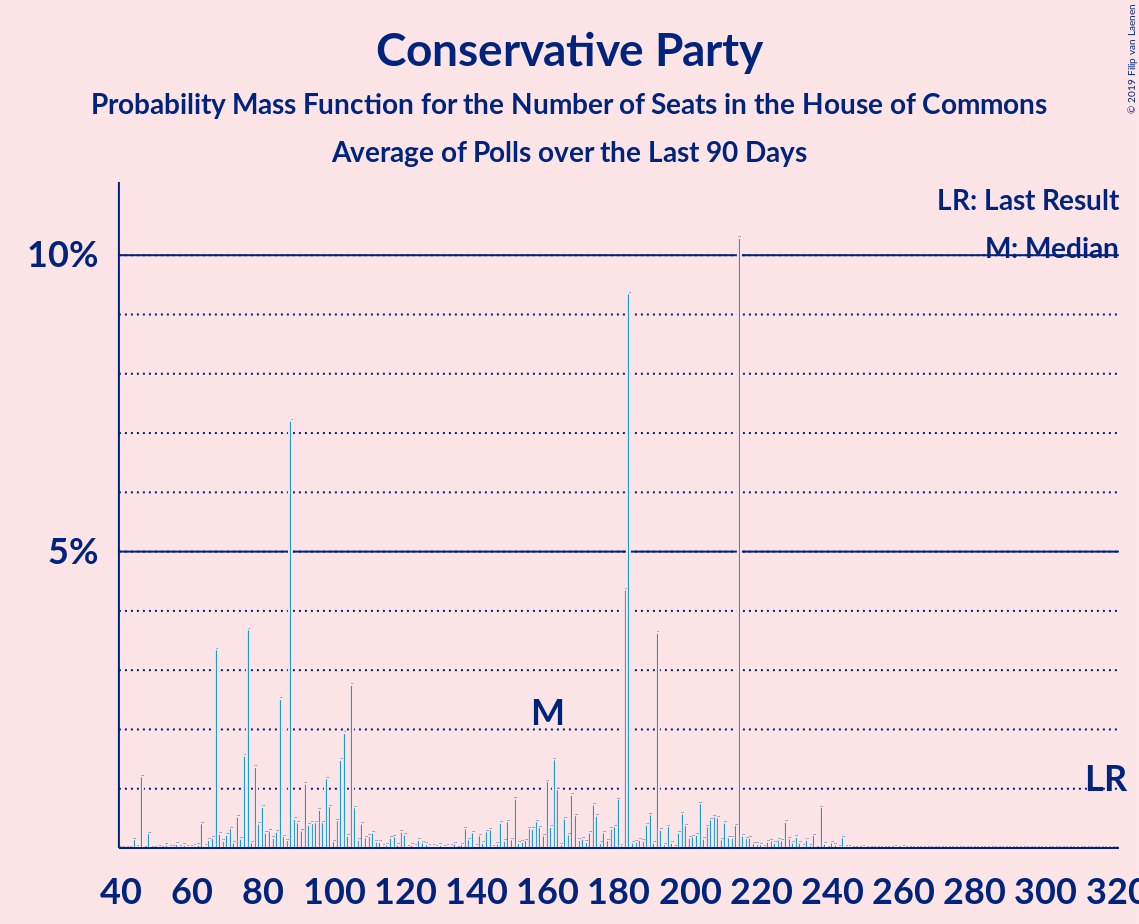 Conservative Party
Probability Mass Function for the Number of Seats in the House of Commons
Average of Polls over the Last 90 Days
© 2019 Filip van Laenen
LR: Last Result
M: Median
10%
5%
M
LR
40 60 80 100 120 140 160 180 200 220 240 260 280 300 320